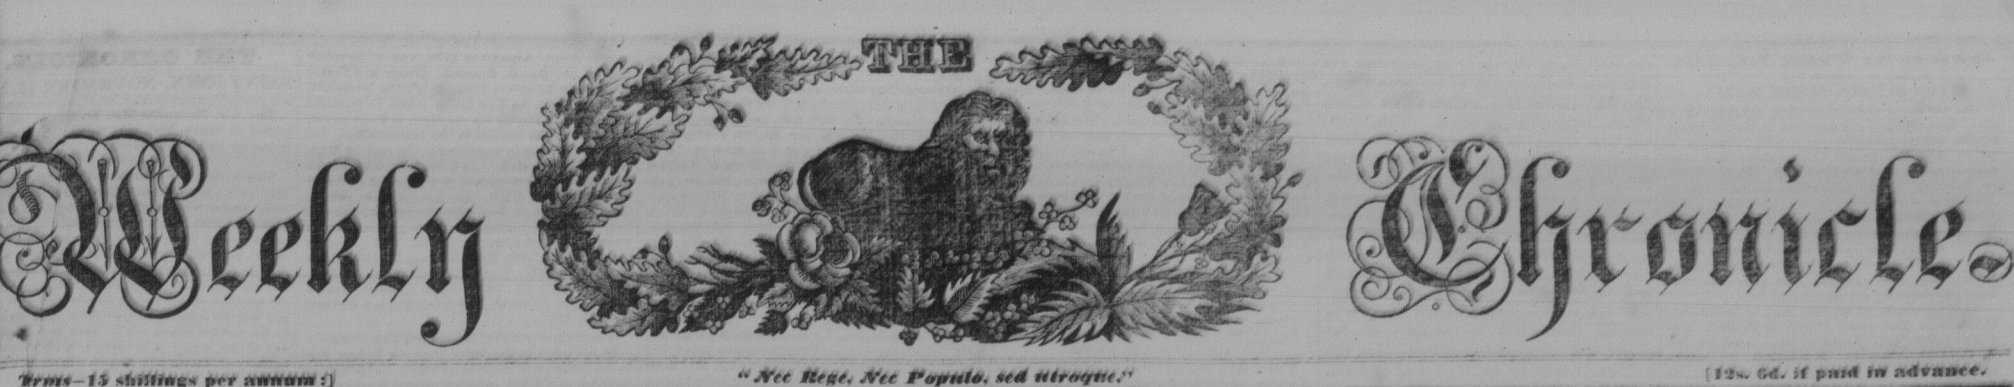 THE
Weekly Chronicle.
Terms—15 shillings per annum:]
"Nec Rege, Nec Populo, sed utroque."
[12s. 6d. if paid in advance.